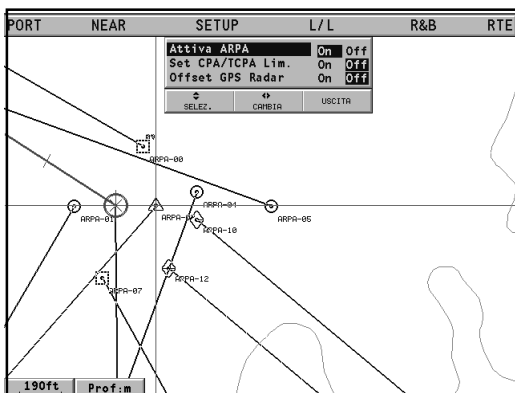 PORT NEAR SETUP L/L R&B RTE
Attiva ARPA On Off
Set CPA/TCPA Lim. On Off
Offset GPS Radar On Off
SELEZ. CAMBIA USCITA
ARPA-00
ARPA-04
ARPA-01
ARPA-05
ARPA-10
ARPA-12
ARPA-07
190ft Prof:m